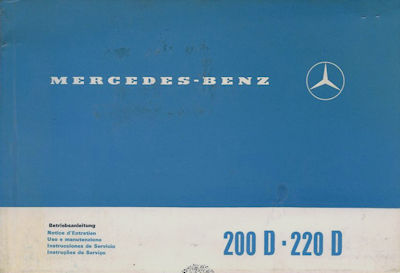 MERCEDES-BENZ
Betriebsanleitung
Notice d'Entretien
Uso e manutenzione
Instrucciones de Servicio
Instruções de Serviço
200 D · 220 D